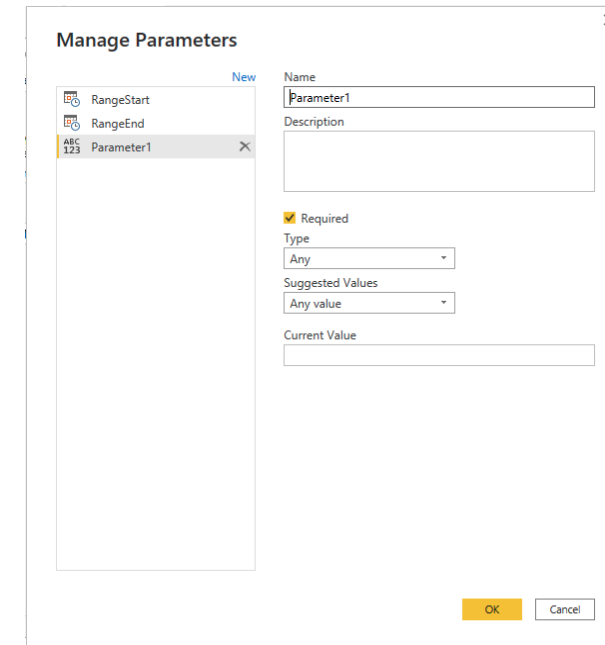 Manage Parameters
New
RangeStart
RangeEnd
ABC
123 Parameter1
Name
Parameter1
Description
Required
Type
Any
Suggested Values
Any value
Current Value
OK Cancel